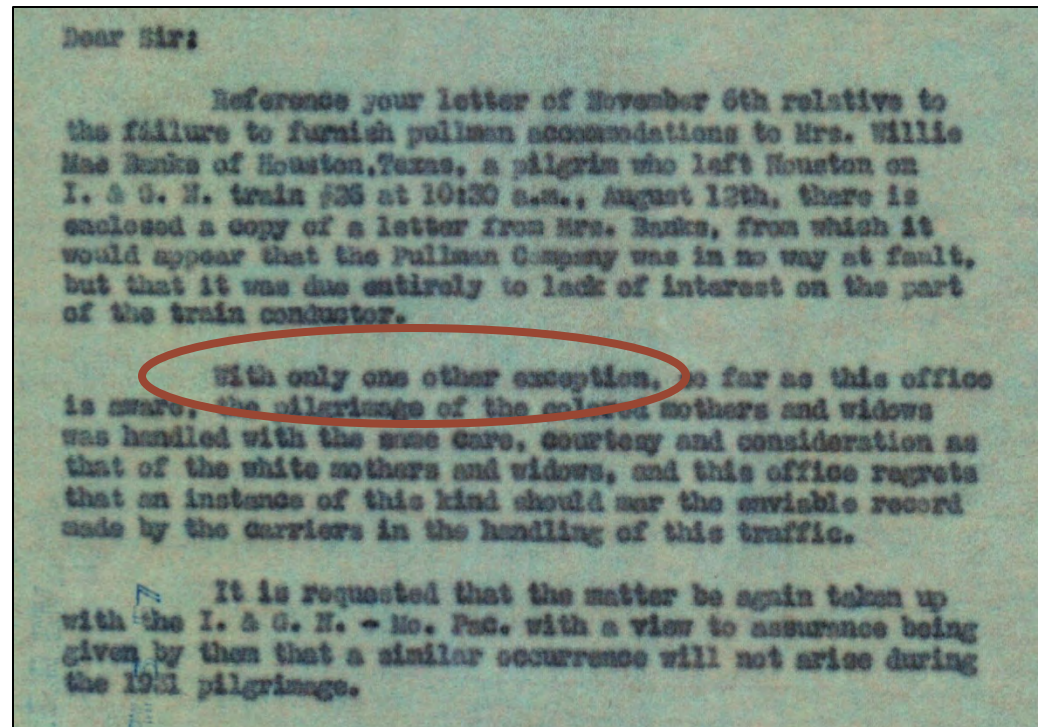 Dear Sir:
Reference your letter of November 6th relative to
the failure to furnish pullman accommodations to Mrs. Willie
Mae Banks of Houston,Texas, a pilgrim who left Houston on
I. & G. N. train #26 at 10:30 a.m., August 12th, there is
enclosed a copy of a letter from Mrs. Banks, from which it
would appear that the Pullman Company was in no way at fault,
but that it was due entirely to lack of interest on the part
of the train conductor.
With only one other exception, so far as this office
is aware, the pilgrimage of the colored mothers and widows
was handled with the same care, courtesy and consideration as
that of the white mothers and widows, and this office regrets
that an instance of this kind should mar the enviable record
made by the carriers in the handling of this traffic.
It is requested that the matter be again taken up
with the I. & G. N. - Mo. Pac. with a view to assurance being
given by them that a similar occurrence will not arise during
the 1931 pilgrimage.